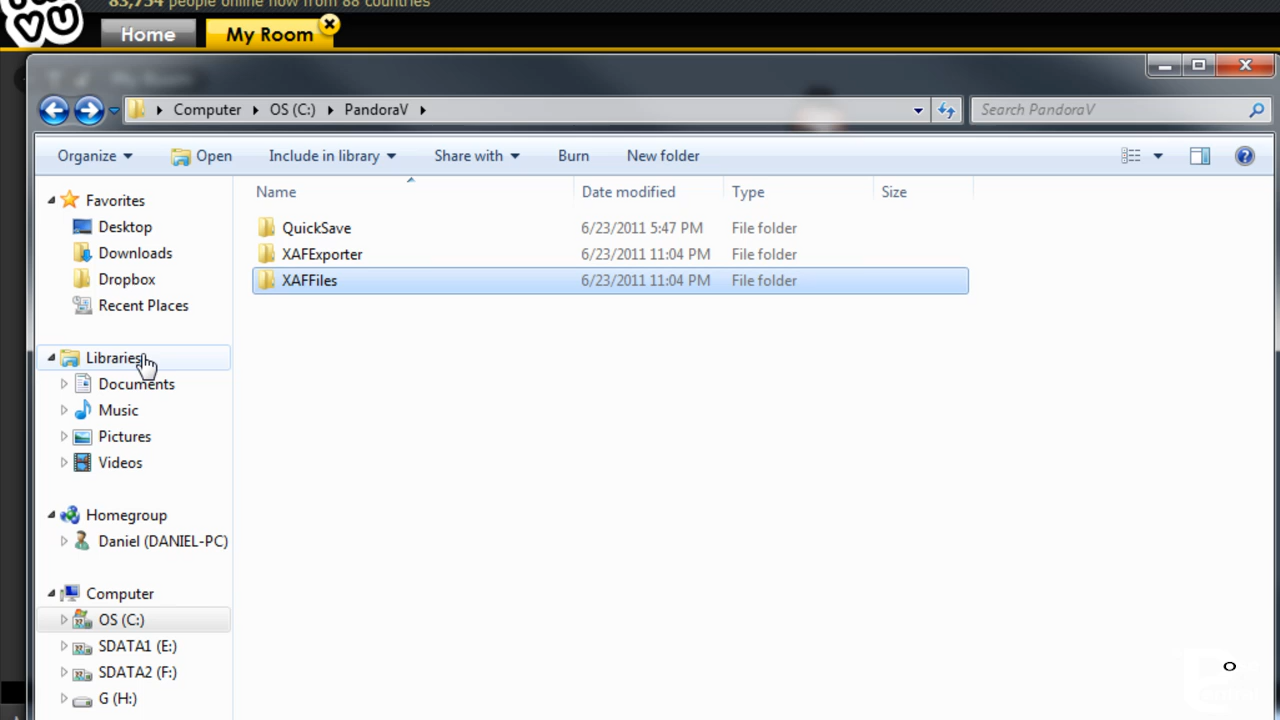 83,754 people online now from 88 countries
VU
Home
My Room
Computer OS (C:) PandoraV
Search PandoraV
Organize Open Include in library Share with Burn New folder
Name Date modified Type Size
Favorites
Desktop
Downloads
Dropbox
Recent Places
Libraries
Documents
Music
Pictures
Videos
Homegroup
Daniel (DANIEL-PC)
Computer
OS (C:)
SDATA1 (E:)
SDATA2 (F:)
G (H:)
QuickSave 6/23/2011 5:47 PM File folder
XAFExporter 6/23/2011 11:04 PM File folder
XAFFiles 6/23/2011 11:04 PM File folder